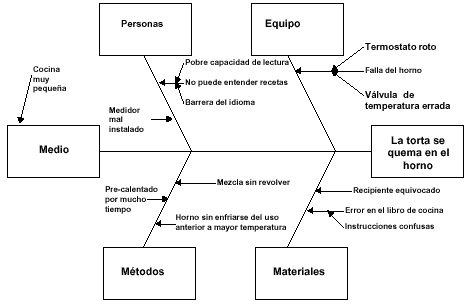 Personas
Equipo
Termostato roto
Pobre capacidad de lectura
Falla del horno
Cocina
muy
pequeña
No puede entender recetas
Válvula de
temperatura errada
Barrera del idioma
Medidor
mal
instalado
Medio
La torta se
quema en el
horno
Mezcla sin revolver
Pre-calentado
por mucho
tiempo
Recipiente equivocado
Horno sin enfriarse del uso
anterior a mayor temperatura
Error en el libro de cocina
Instrucciones confusas
Métodos
Materiales